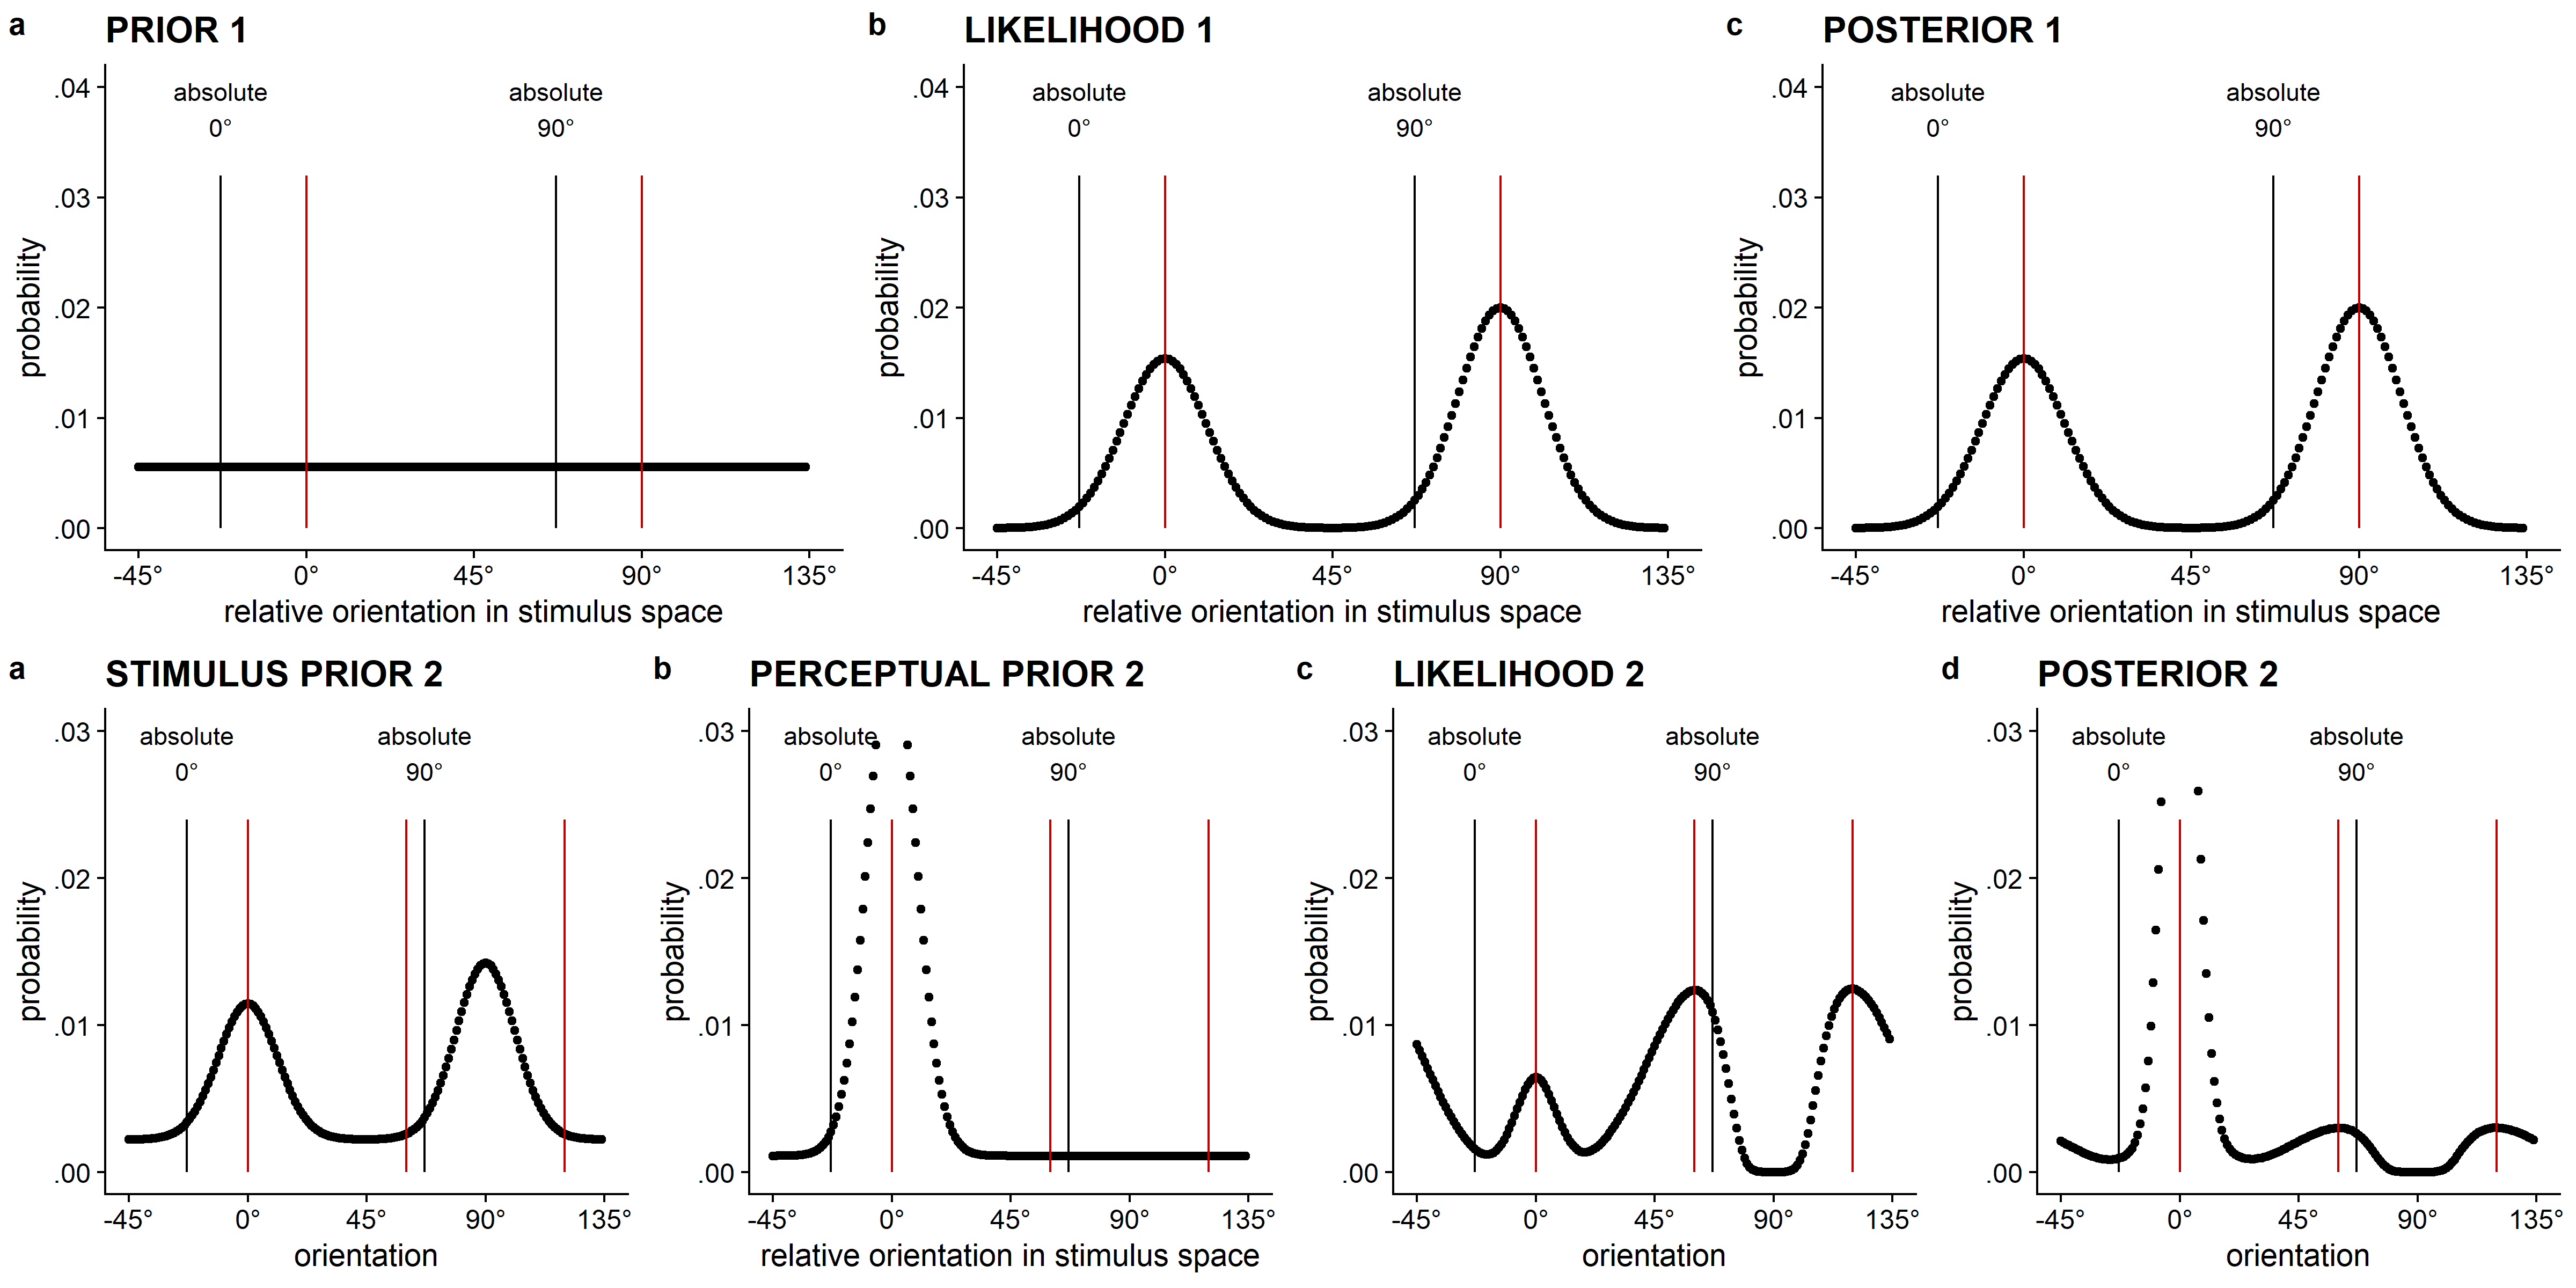 a PRIOR 1
absolute absolute
0° 90°
.04
.03
.02
.01
.00
probability
-45° 0° 45° 90° 135°
relative orientation in stimulus space
b LIKELIHOOD 1
absolute absolute
0° 90°
.04
.03
.02
.01
.00
probability
-45° 0° 45° 90° 135°
relative orientation in stimulus space
c POSTERIOR 1
absolute absolute
0° 90°
.04
.03
.02
.01
.00
probability
-45° 0° 45° 90° 135°
relative orientation in stimulus space
a STIMULUS PRIOR 2
absolute absolute
0° 90°
.03
.02
.01
.00
probability
-45° 0° 45° 90° 135°
orientation
b PERCEPTUAL PRIOR 2
absolute absolute
0° 90°
.03
.02
.01
.00
probability
-45° 0° 45° 90° 135°
relative orientation in stimulus space
c LIKELIHOOD 2
absolute absolute
0° 90°
.03
.02
.01
.00
probability
-45° 0° 45° 90° 135°
orientation
d POSTERIOR 2
absolute absolute
0° 90°
.03
.02
.01
.00
probability
-45° 0° 45° 90° 135°
orientation